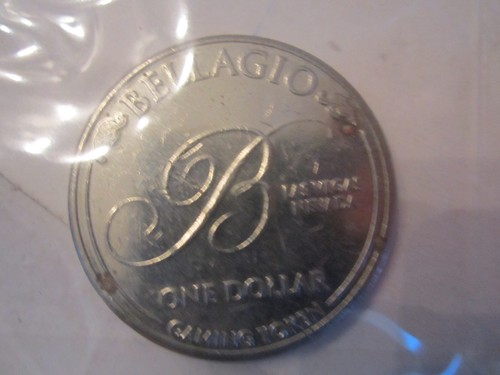 BELLAGIO
B
LAS VEGAS
NEVADA
ONE DOLLAR
GAMING TOKEN